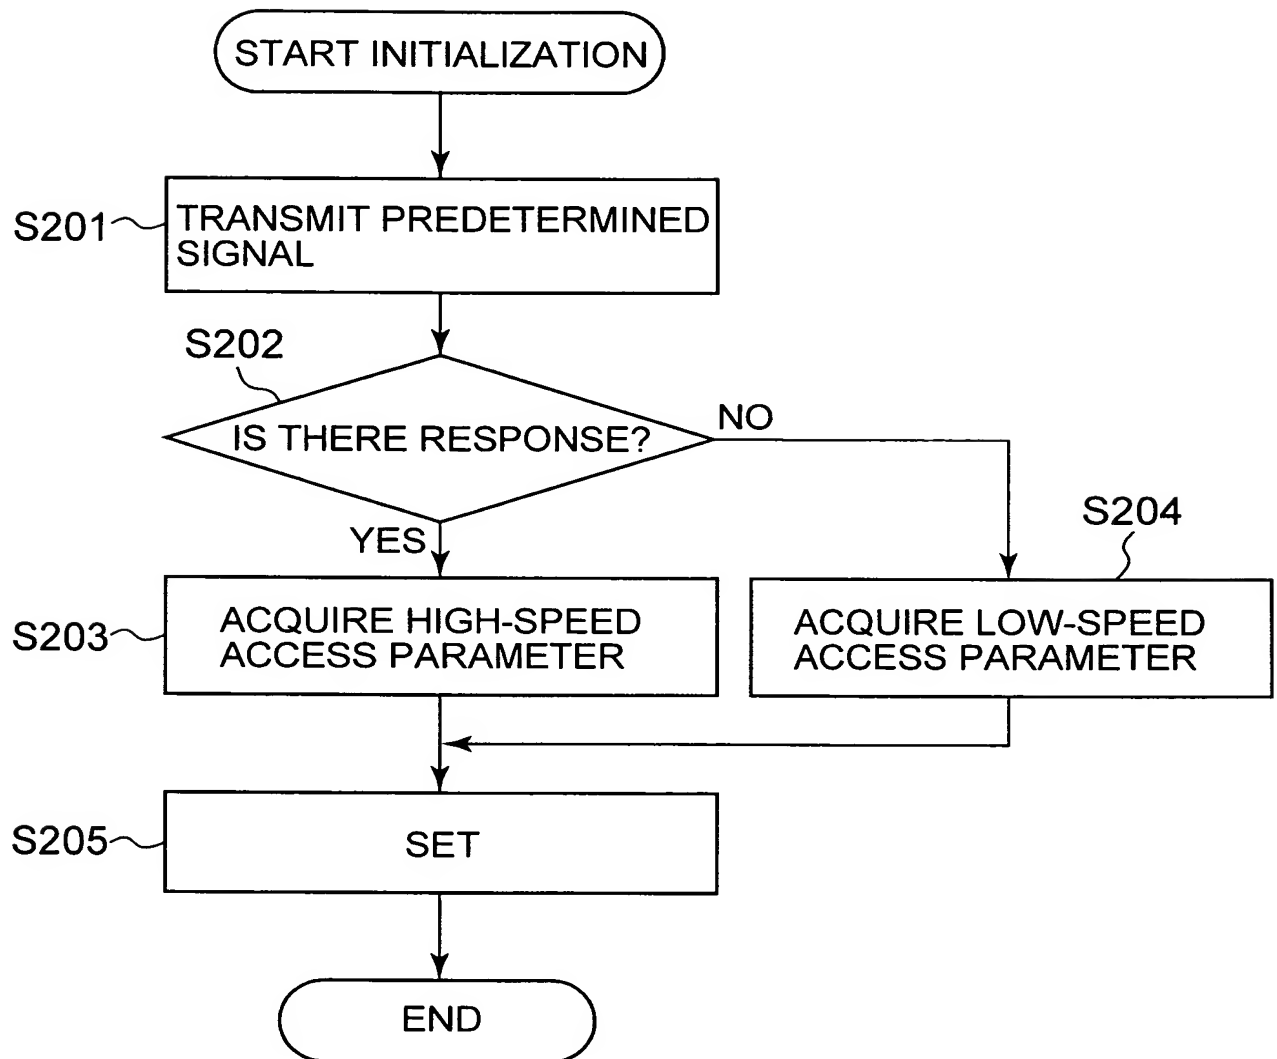 START INITIALIZATION
S201
TRANSMIT PREDETERMINED
SIGNAL
S202
IS THERE RESPONSE?
NO
YES
S203
ACQUIRE HIGH-SPEED
ACCESS PARAMETER
S204
ACQUIRE LOW-SPEED
ACCESS PARAMETER
S205
SET
END